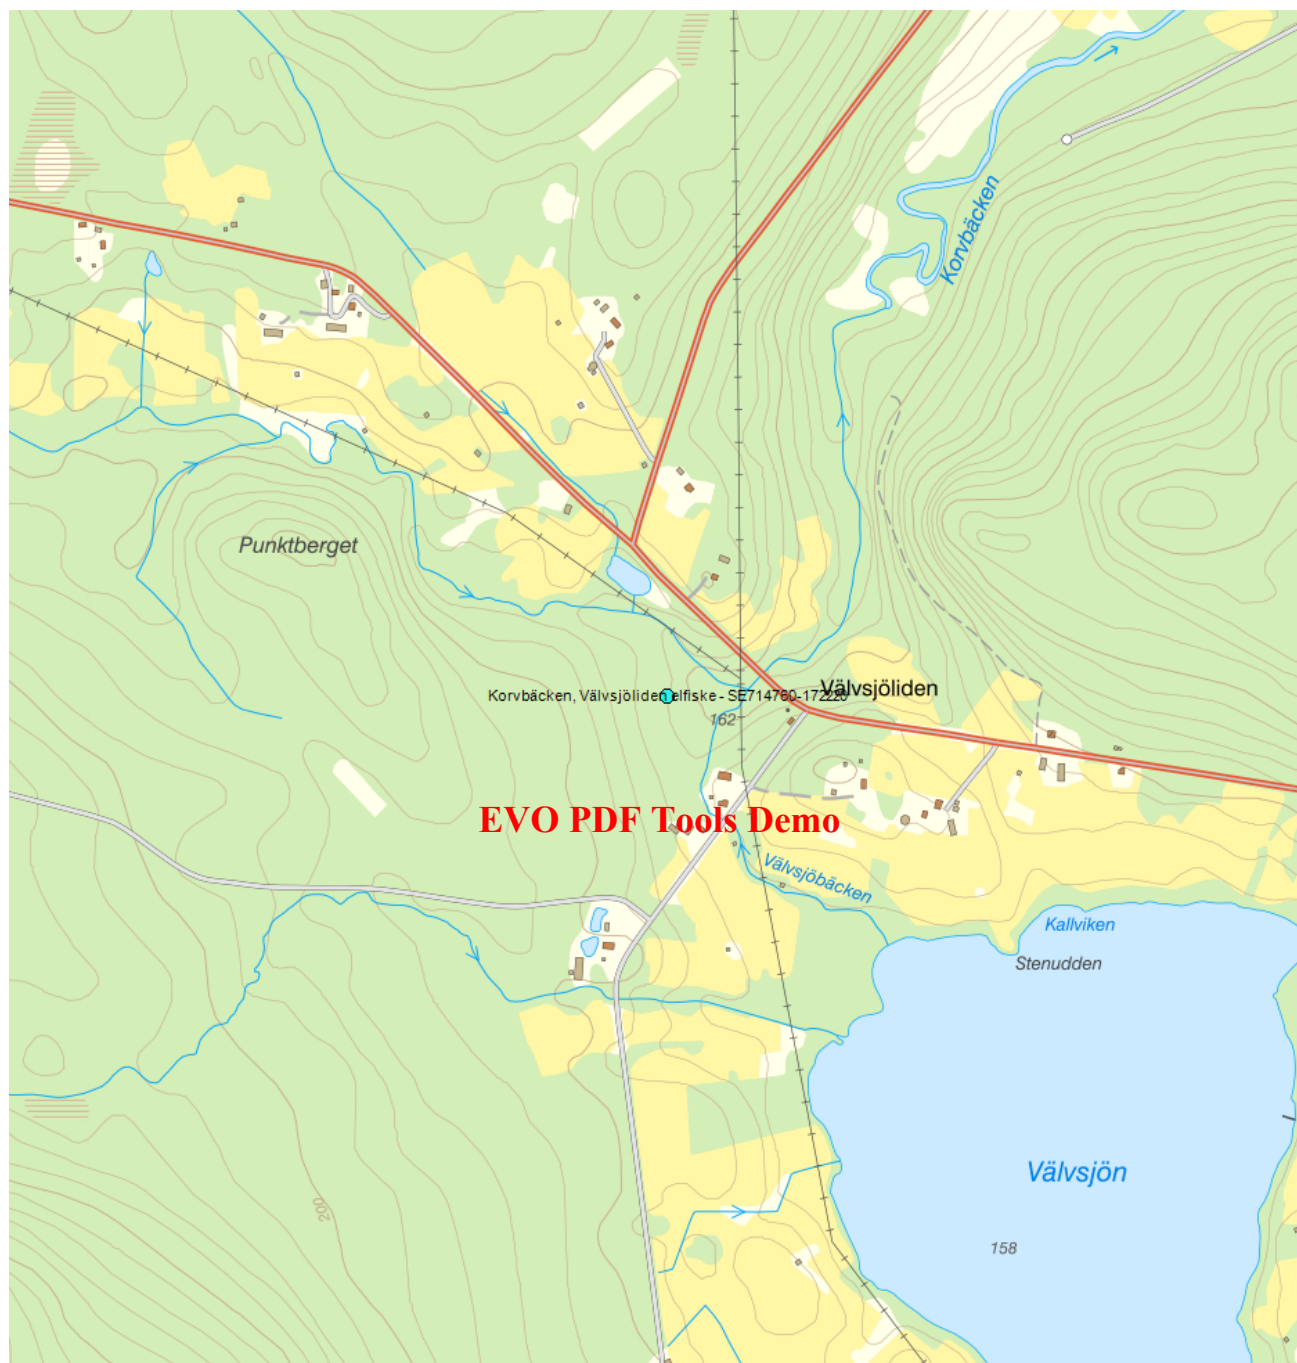 Korvbäcken
Punktberget
Välvsjöliden
Korvbäcken, Välvsjöliden elfiske - SE714760-172220
162
EVO PDF Tools Demo
Välvsjöbäcken
Kallviken
Stenudden
Välvsjön
200
158